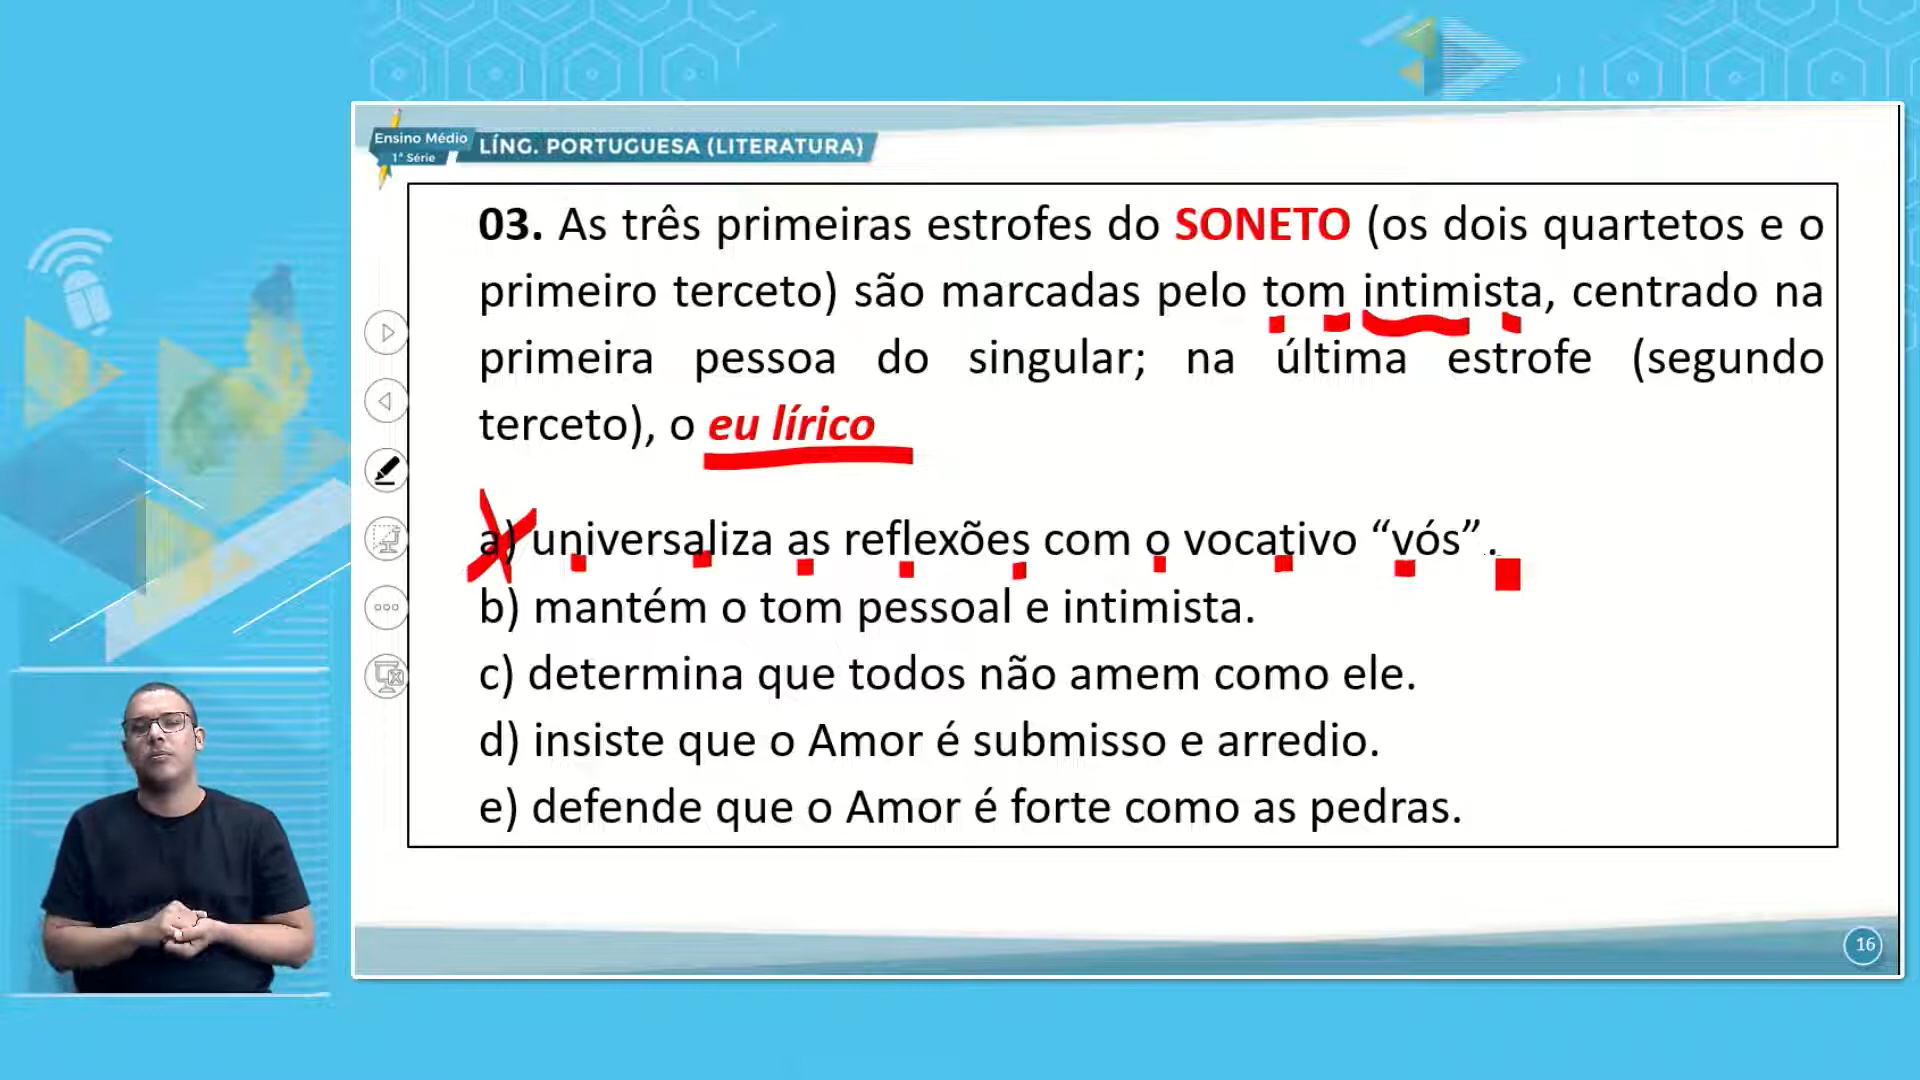 Ensino Médio
1ª Série
LÍNG. PORTUGUESA (LITERATURA)
03. As três primeiras estrofes do SONETO (os dois quartetos e o
primeiro terceto) são marcadas pelo tom intimista, centrado na
primeira pessoa do singular; na última estrofe (segundo
terceto), o eu lírico
a) universaliza as reflexões com o vocativo “vós”.
b) mantém o tom pessoal e intimista.
c) determina que todos não amem como ele.
d) insiste que o Amor é submisso e arredio.
e) defende que o Amor é forte como as pedras.
16